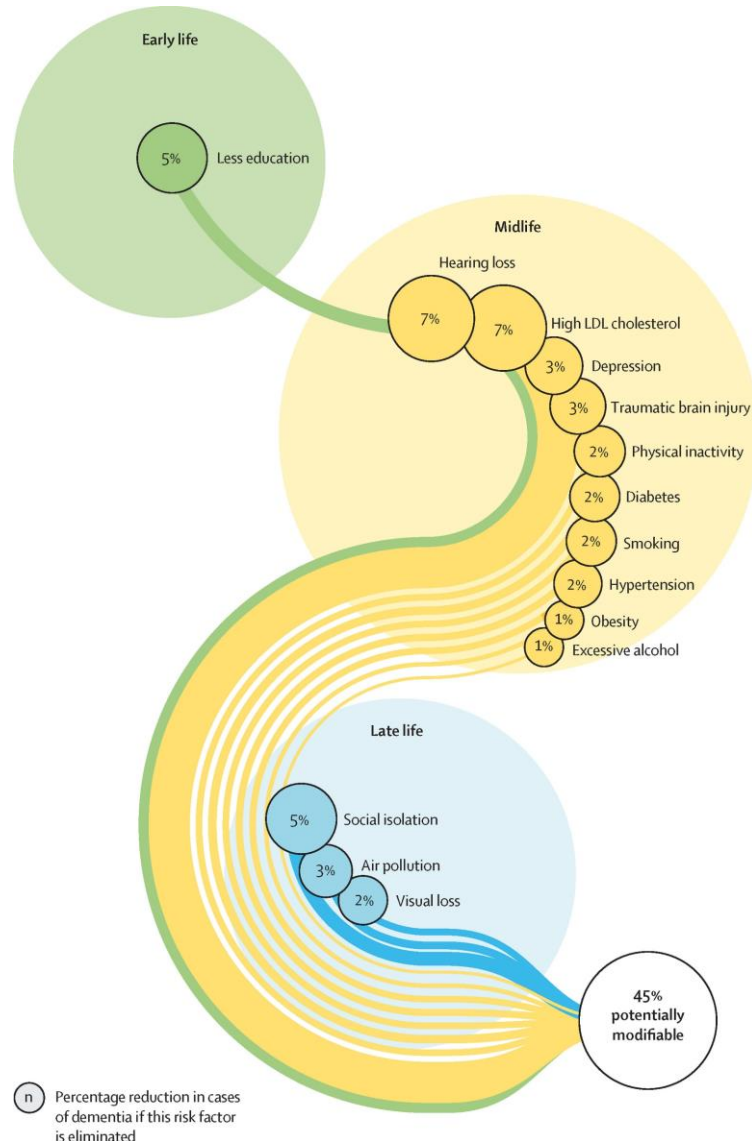 Early life
5%
Less education
Midlife
Hearing loss
7%
7%
High LDL cholesterol
3%
Depression
3%
Traumatic brain injury
2%
Physical inactivity
2%
Diabetes
2%
Smoking
2%
Hypertension
1%
Obesity
1%
Excessive alcohol
Late life
5%
Social isolation
3%
Air pollution
2%
Visual loss
45%
potentially
modifiable
n
Percentage reduction in cases
of dementia if this risk factor
is eliminated